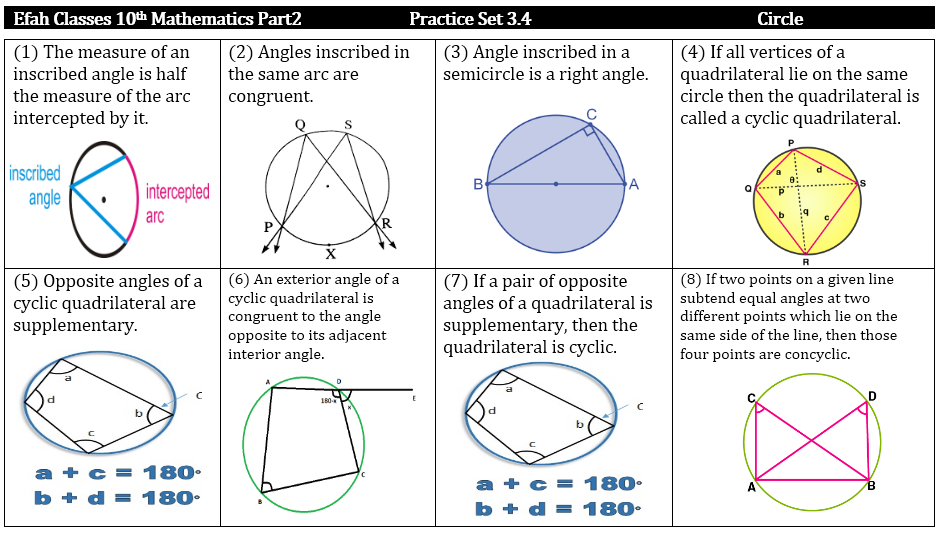 Efah Classes 10th Mathematics Part2 Practice Set 3.4 Circle
(1) The measure of an
inscribed angle is half
the measure of the arc
intercepted by it.
inscribed
angle
intercepted
arc
(2) Angles inscribed in
the same arc are
congruent.
Q
S
P
R
X
(3) Angle inscribed in a
semicircle is a right angle.
C
B
A
(4) If all vertices of a
quadrilateral lie on the same
circle then the quadrilateral is
called a cyclic quadrilateral.
P
a
d
θ
Q
p
S
b
q
c
R
(5) Opposite angles of a
cyclic quadrilateral are
supplementary.
a
c
d
b
c
a + c = 180°
b + d = 180°
(6) An exterior angle of a
cyclic quadrilateral is
congruent to the angle
opposite to its adjacent
interior angle.
A
D
180-x
x
E
C
B
(7) If a pair of opposite
angles of a quadrilateral is
supplementary, then the
quadrilateral is cyclic.
a
c
d
b
c
a + c = 180°
b + d = 180°
(8) If two points on a given line
subtend equal angles at two
different points which lie on the
same side of the line, then those
four points are concyclic.
C
D
A
B